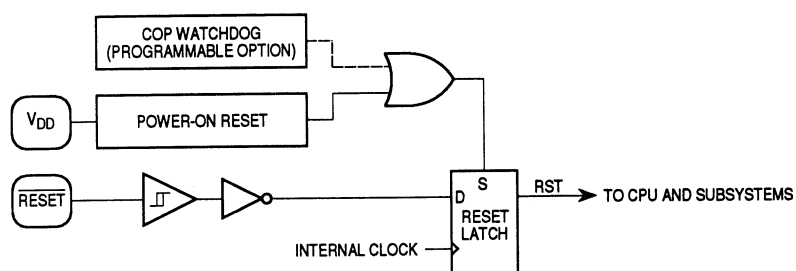 COP WATCHDOG
(PROGRAMMABLE OPTION)
VDD
POWER-ON RESET
RESET
D
S
RESET
LATCH
RST
TO CPU AND SUBSYSTEMS
INTERNAL CLOCK